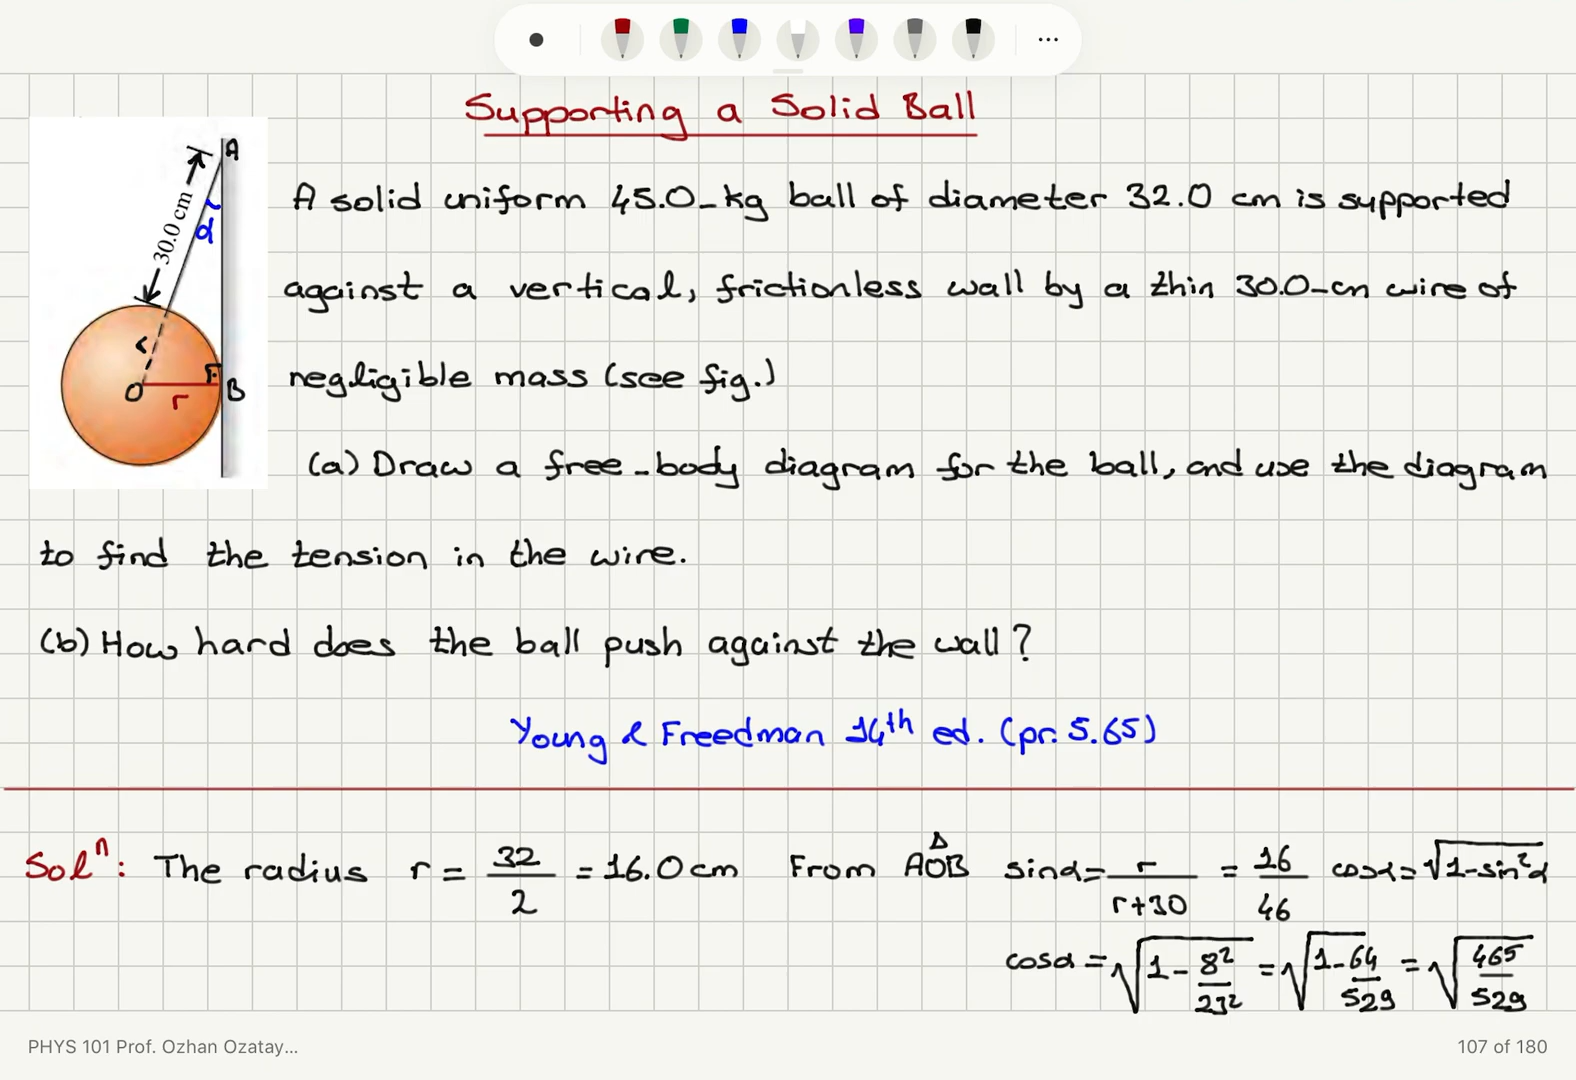 Supporting a Solid Ball
A
30.0 cm
α
r
O
r
B
A solid uniform 45.0-kg ball of diameter 32.0 cm is supported
against a vertical, frictionless wall by a thin 30.0-cm wire of
negligible mass (see fig.)
(a) Draw a free-body diagram for the ball, and use the diagram
to find the tension in the wire.
(b) How hard does the ball push against the wall?
Young & Freedman 14th ed. (pr. 5.65)
Solⁿ: The radius r = 32/2 = 16.0 cm From AOB△ sinα = r/(r+30) = 16/46 cosα = √(1-sin²α)
cosα = √(1 - 8²/23²) = √(1 - 64/529) = √(465/529)
PHYS 101 Prof. Ozhan Ozatay...
107 of 180